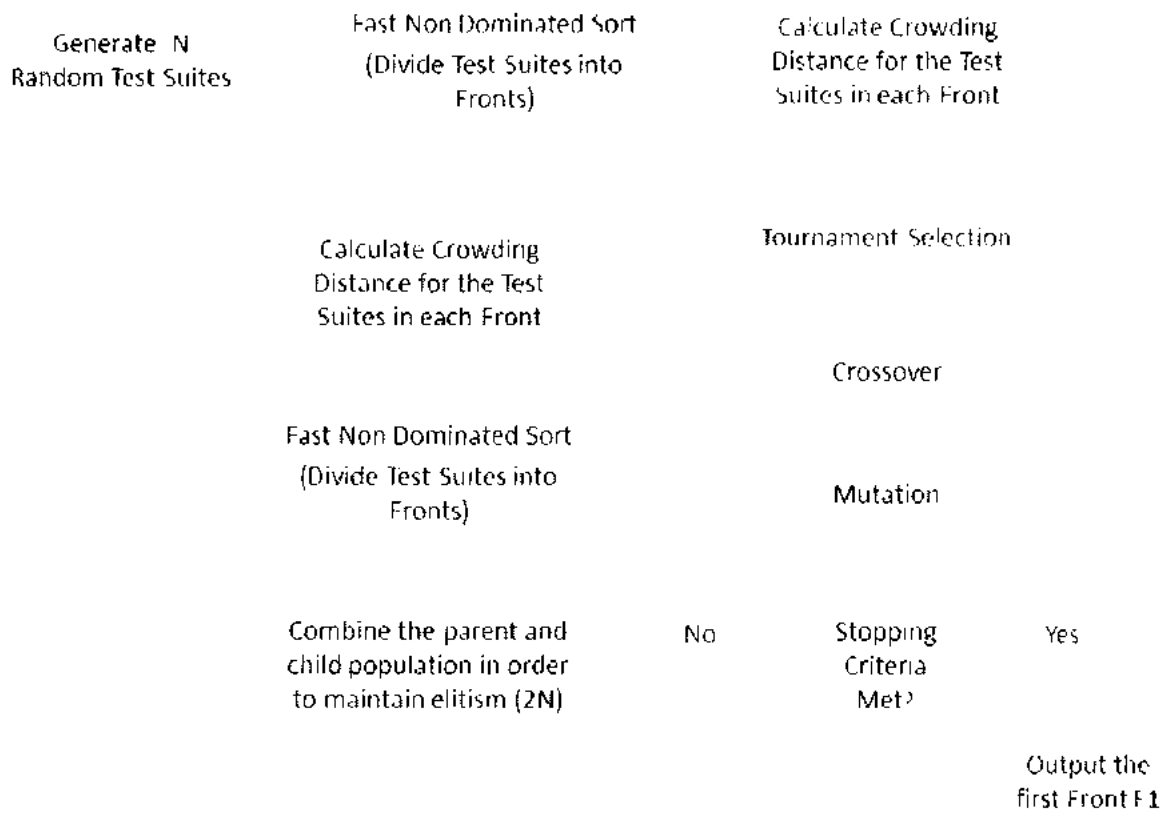 Generate N
Random Test Suites
Fast Non Dominated Sort
(Divide Test Suites into
Fronts)
Calculate Crowding
Distance for the Test
Suites in each Front
Tournament Selection
Crossover
Mutation
Stopping
Criteria
Met?
No
Yes
Combine the parent and
child population in order
to maintain elitism (2N)
Fast Non Dominated Sort
(Divide Test Suites into
Fronts)
Calculate Crowding
Distance for the Test
Suites in each Front
Output the
first Front F1